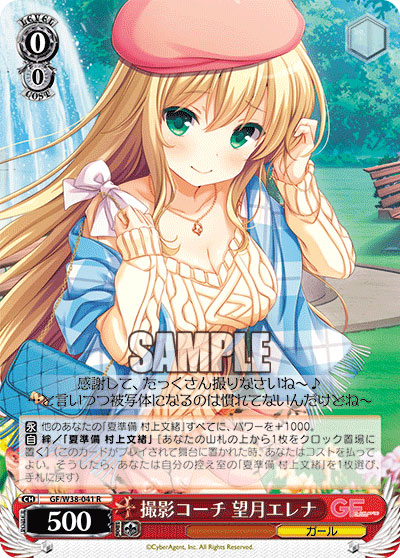 LEVEL
0
0
COST
SAMPLE
感謝して、たっくさん撮りなさいね～♪
と言いつつ被写体になるのは慣れてないんだけどね～
永 他のあなたの「夏準備 村上文緒」すべてに、パワーを＋1000。
自 絆／「夏準備 村上文緒」 ［あなたの山札の上から1枚をクロック置場に
置く］ （このカードがプレイされて舞台に置かれた時、あなたはコストを払ってよ
い。そうしたら、あなたは自分の控え室の「夏準備 村上文緒」を1枚選び、
手札に戻す）
CH GF/W38-041 R
500
撮影コーチ 望月エレナ
GF
ガール
©CyberAgent, Inc. All Rights Reserved.